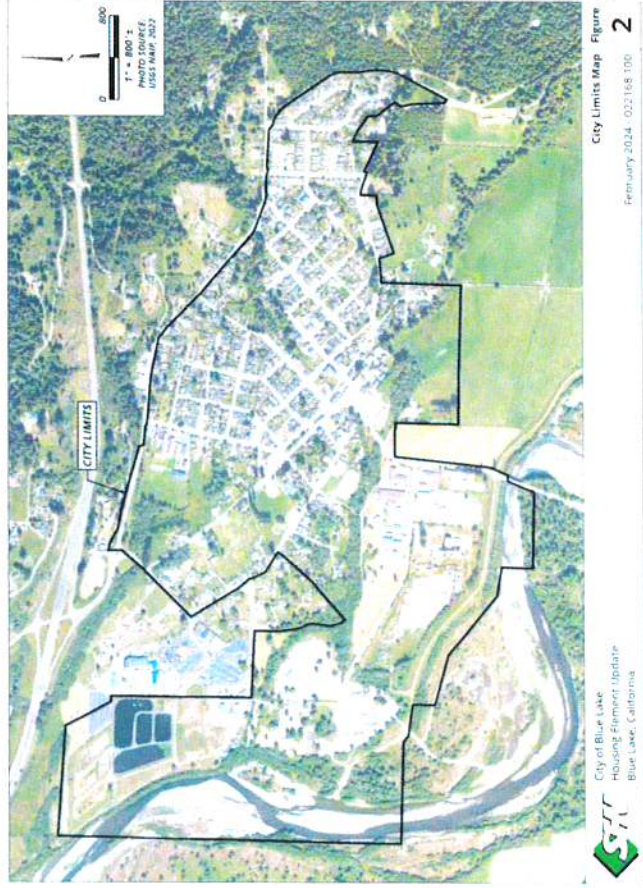 0
800
1" = 800' ±
PHOTO SOURCE:
USGS NAIP, 2022
CITY LIMITS
City of Blue Lake
Housing Element Update
Blue Lake, California
City Limits Map
February 2024
022168.100
Figure
2